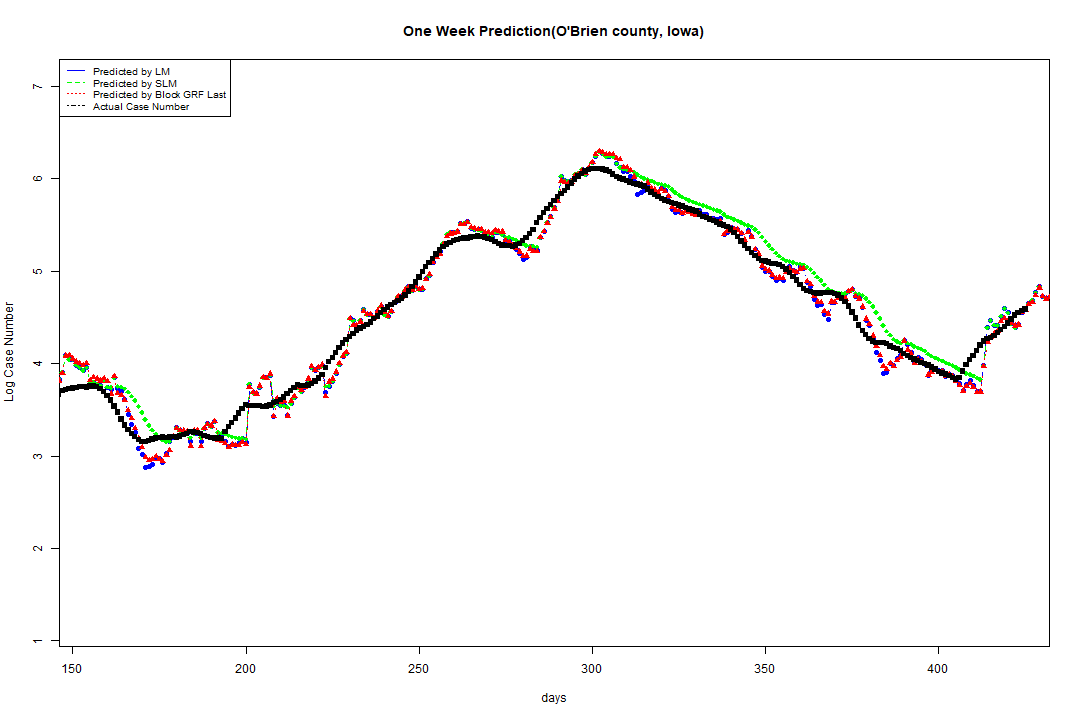 One Week Prediction(O'Brien county, Iowa)
Predicted by LM
Predicted by SLM
Predicted by Block GRF Last
Actual Case Number
Log Case Number
7
6
5
4
3
2
1
150 200 250 300 350 400
days